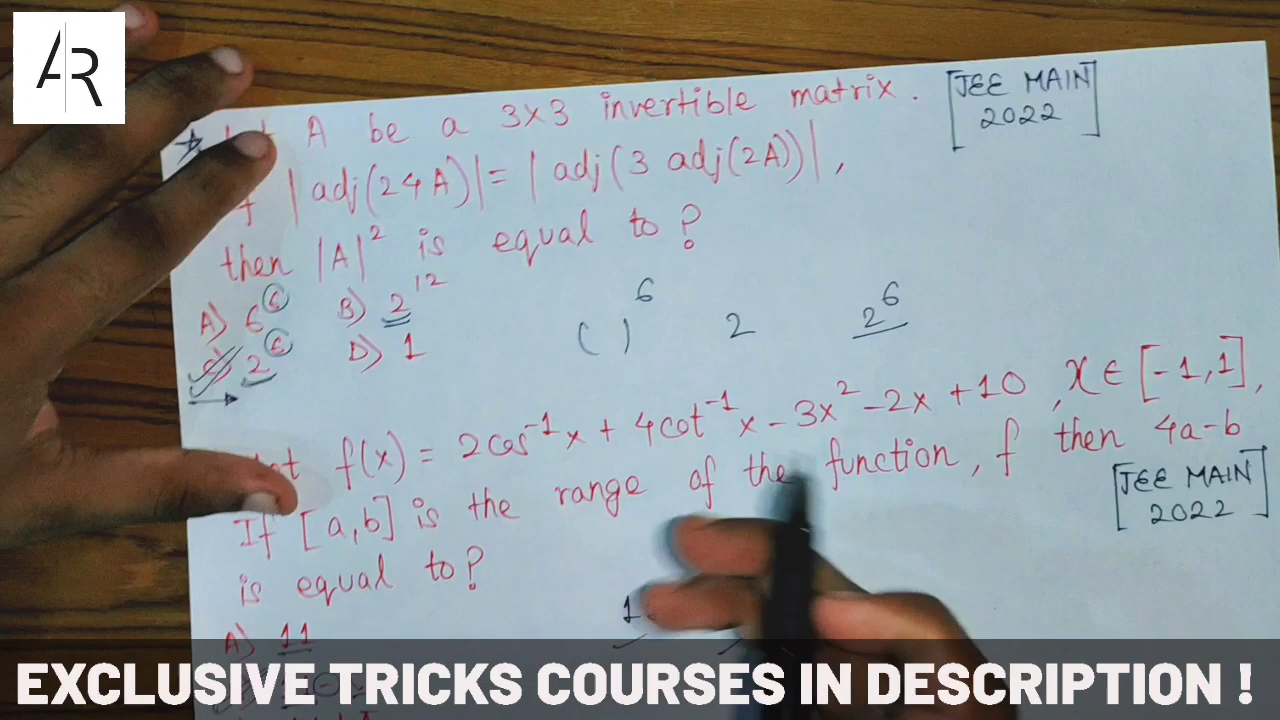 AR
A be a 3x3 invertible matrix. [JEE MAIN 2022]
|adj(24A)| = |adj(3 adj(2A))|,
then |A|² is equal to?
A) 6⁶ B) 2¹²
C) 2⁶ D) 1
( )⁶ 2 2⁶
f(x) = 2cos⁻¹x + 4cot⁻¹x - 3x² - 2x + 10, x ∈ [-1,1],
If [a,b] is the range of the function, f then 4a-b
is equal to? [JEE MAIN 2022]
A) 11
1
EXCLUSIVE TRICKS COURSES IN DESCRIPTION !